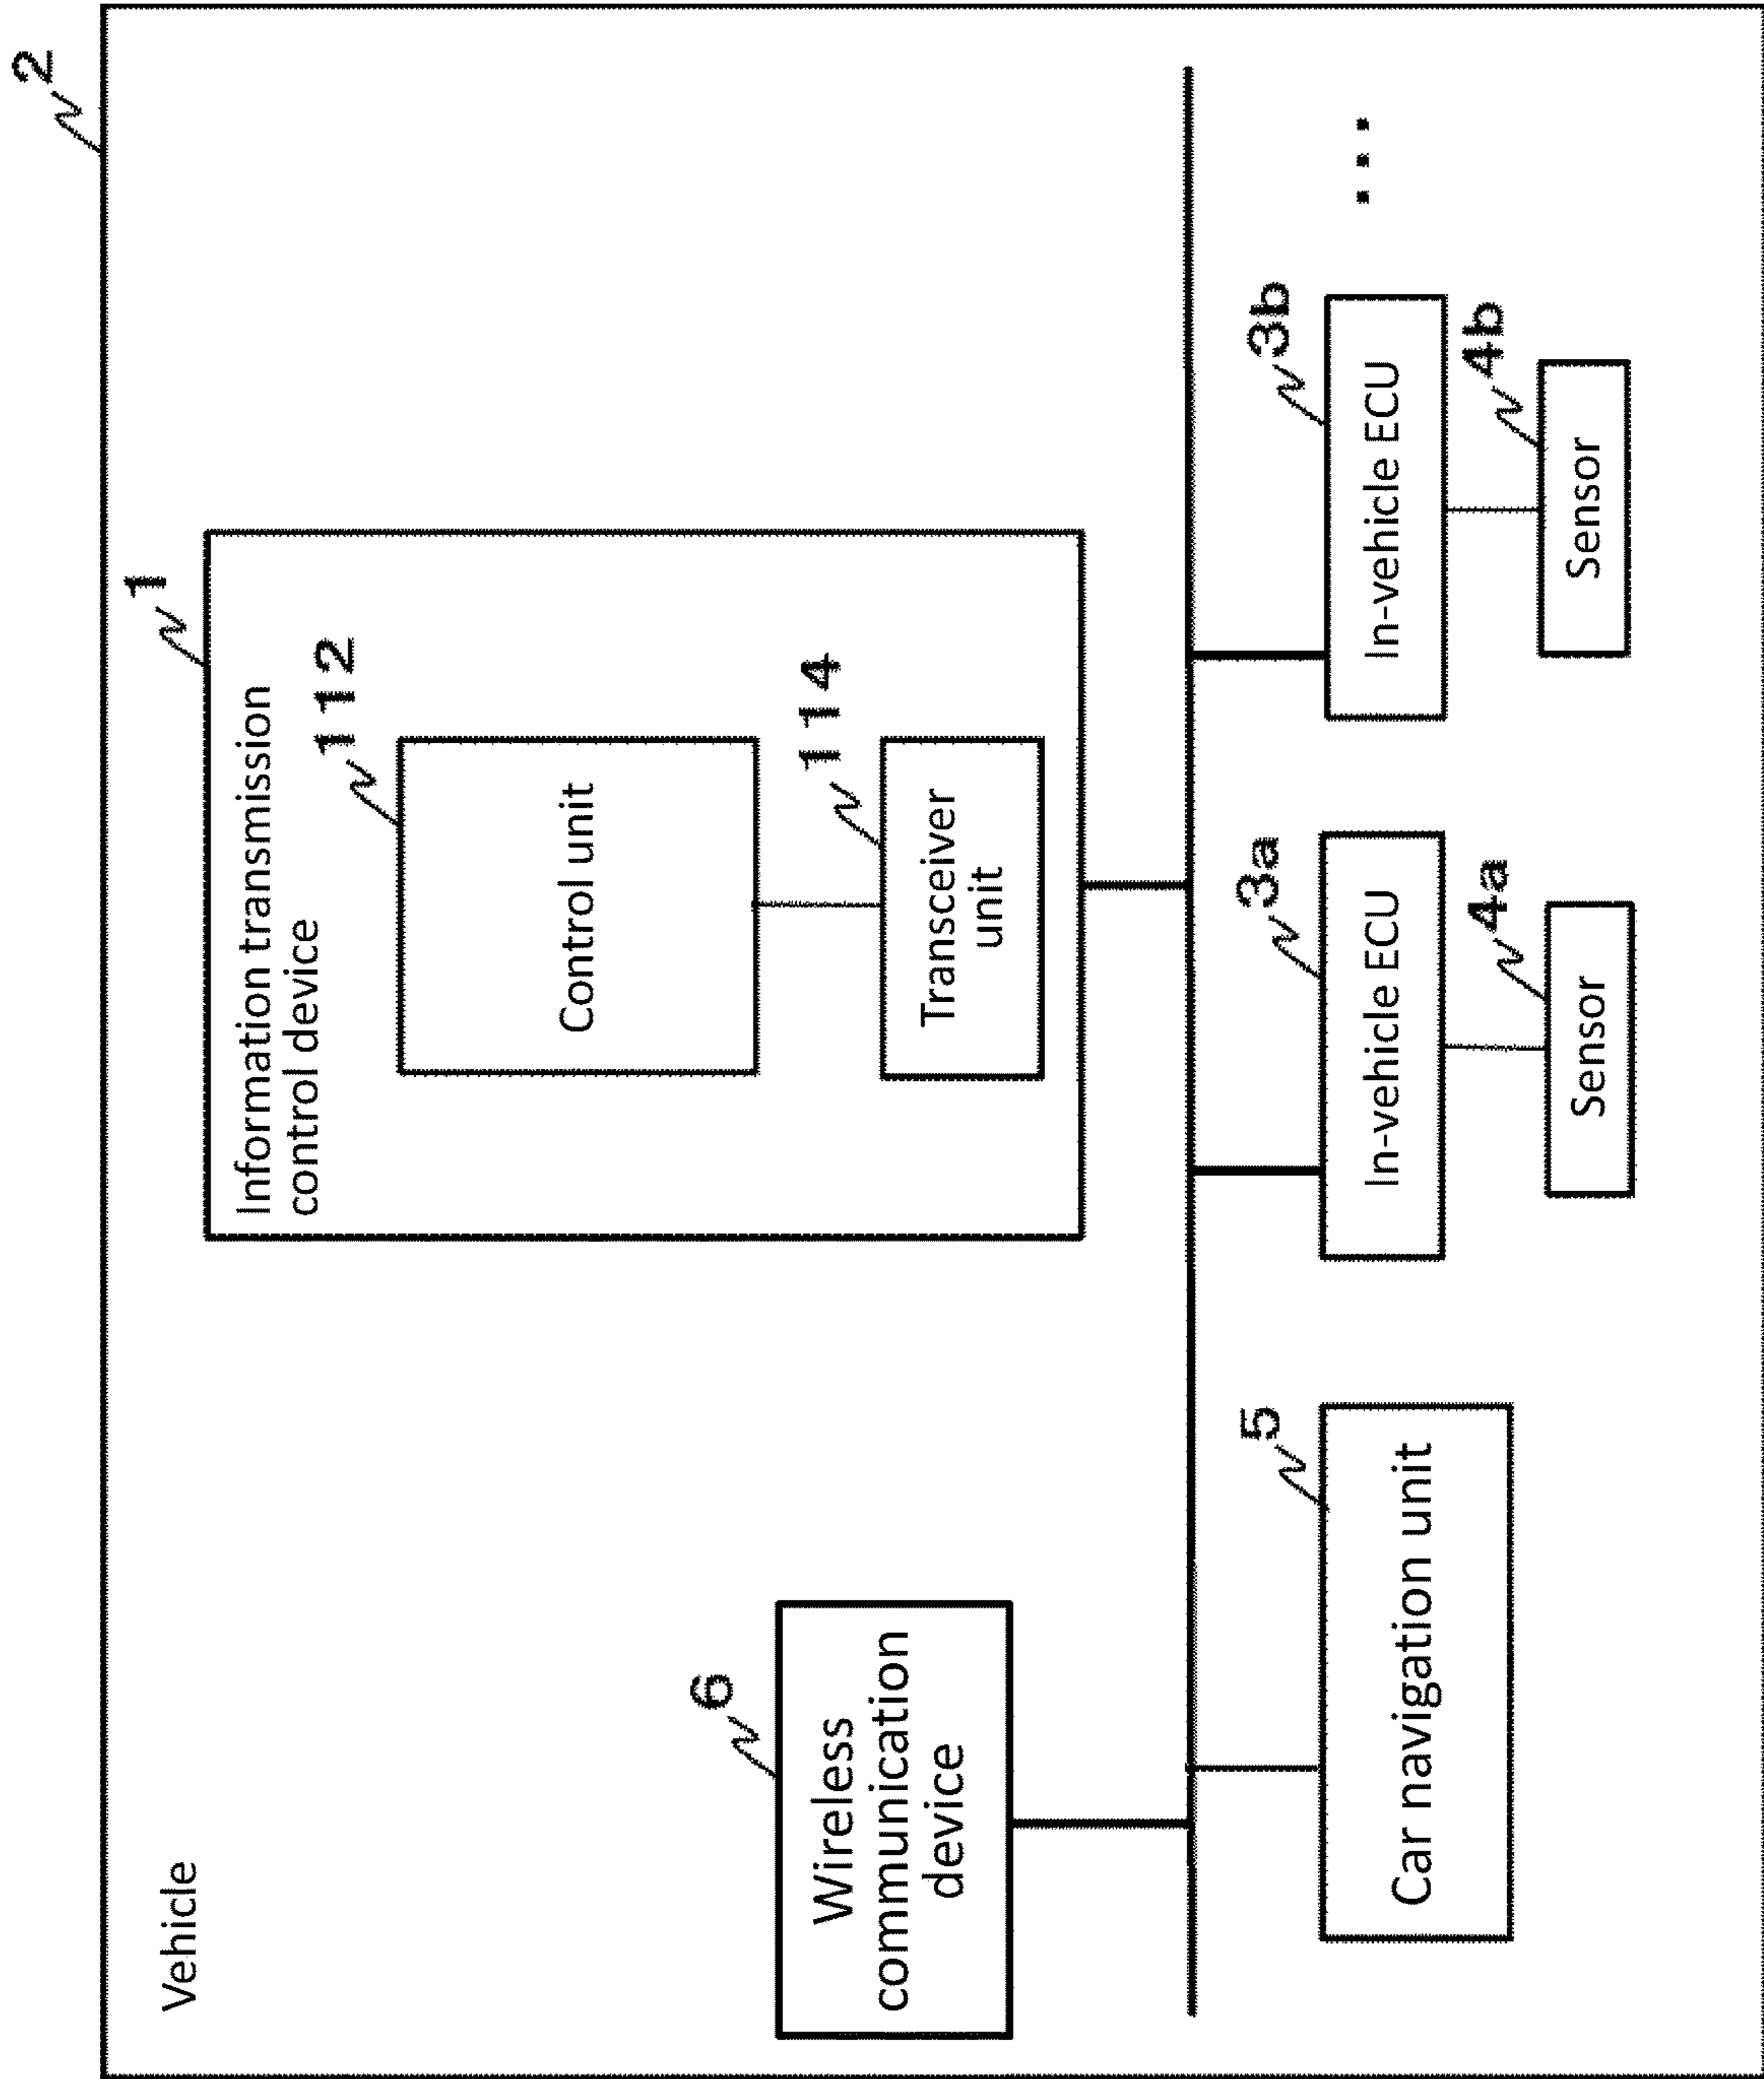 2
Vehicle
1
Information transmission
control device
112
Control unit
114
Transceiver
unit
6
Wireless
communication
device
5
Car navigation unit
3a
In-vehicle ECU
4a
Sensor
3b
In-vehicle ECU
4b
Sensor
...